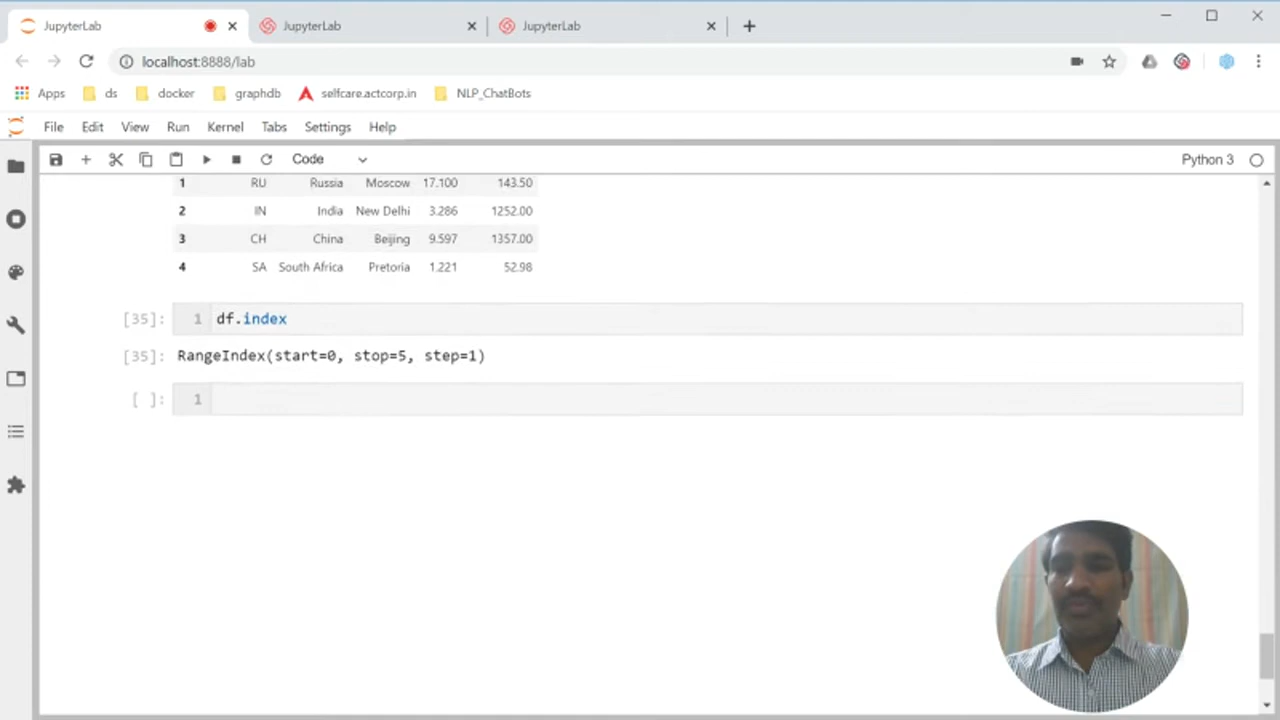 JupyterLab JupyterLab JupyterLab
localhost:8888/lab
Apps ds docker graphdb selfcare.actcorp.in NLP_ChatBots
File Edit View Run Kernel Tabs Settings Help
Code Python 3
1 RU Russia Moscow 17.100 143.50
2 IN India New Delhi 3.286 1252.00
3 CH China Beijing 9.597 1357.00
4 SA South Africa Pretoria 1.221 52.98
[35]: 1 df.index
[35]: RangeIndex(start=0, stop=5, step=1)
[ ]: 1